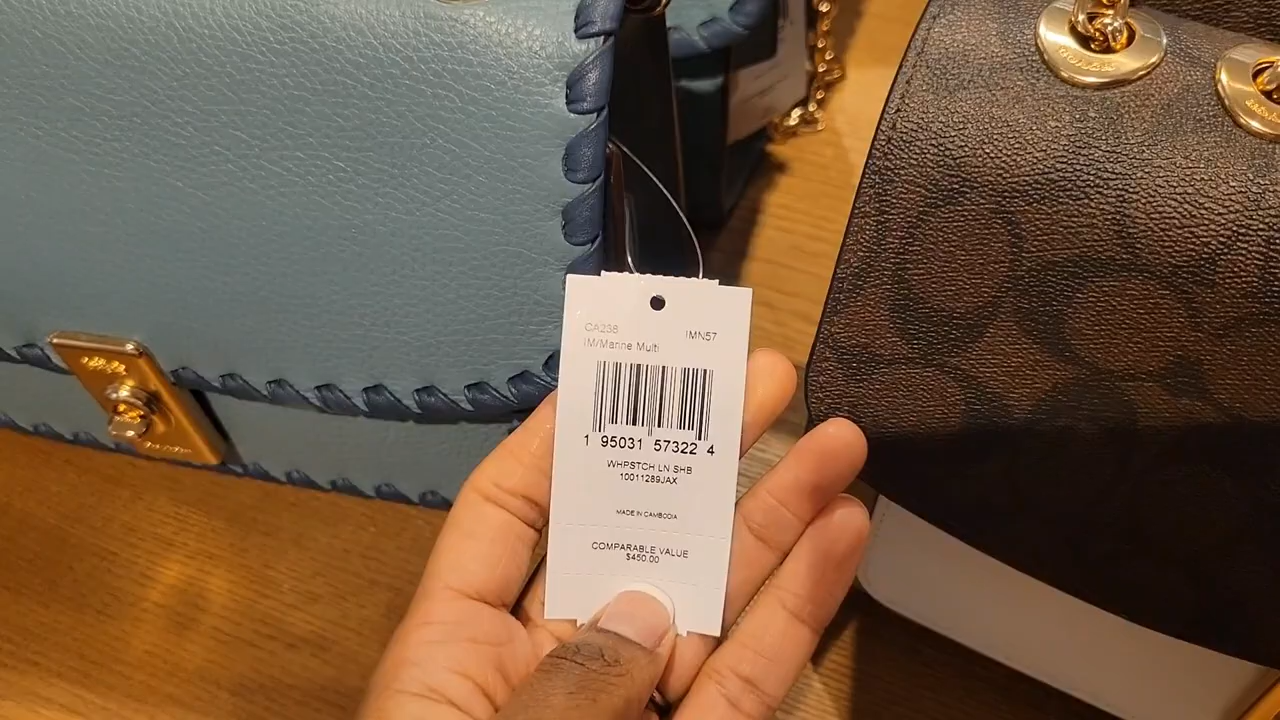 COACH
CA238 IMN57
IM/Marine Multi
1 95031 57322 4
WHPSTCH LN SHB
10011289JAX
MADE IN CAMBODIA
COMPARABLE VALUE
$450.00